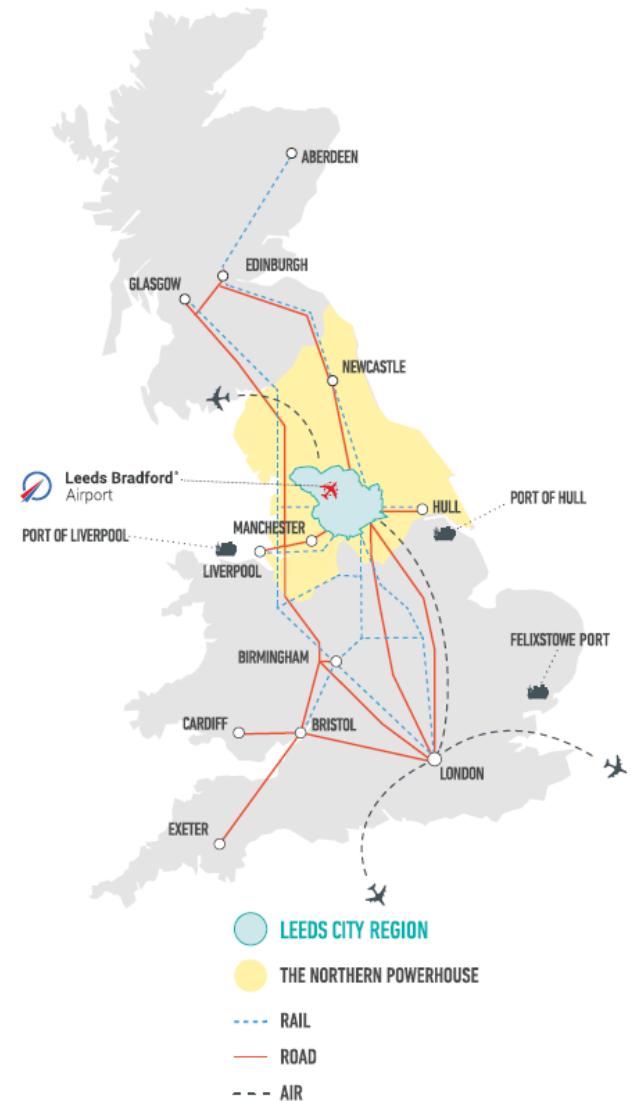 ABERDEEN
EDINBURGH
GLASGOW
NEWCASTLE
Leeds Bradford*
Airport
HULL
PORT OF HULL
MANCHESTER
PORT OF LIVERPOOL
LIVERPOOL
FELIXSTOWE PORT
BIRMINGHAM
CARDIFF
BRISTOL
LONDON
EXETER
LEEDS CITY REGION
THE NORTHERN POWERHOUSE
RAIL
ROAD
AIR